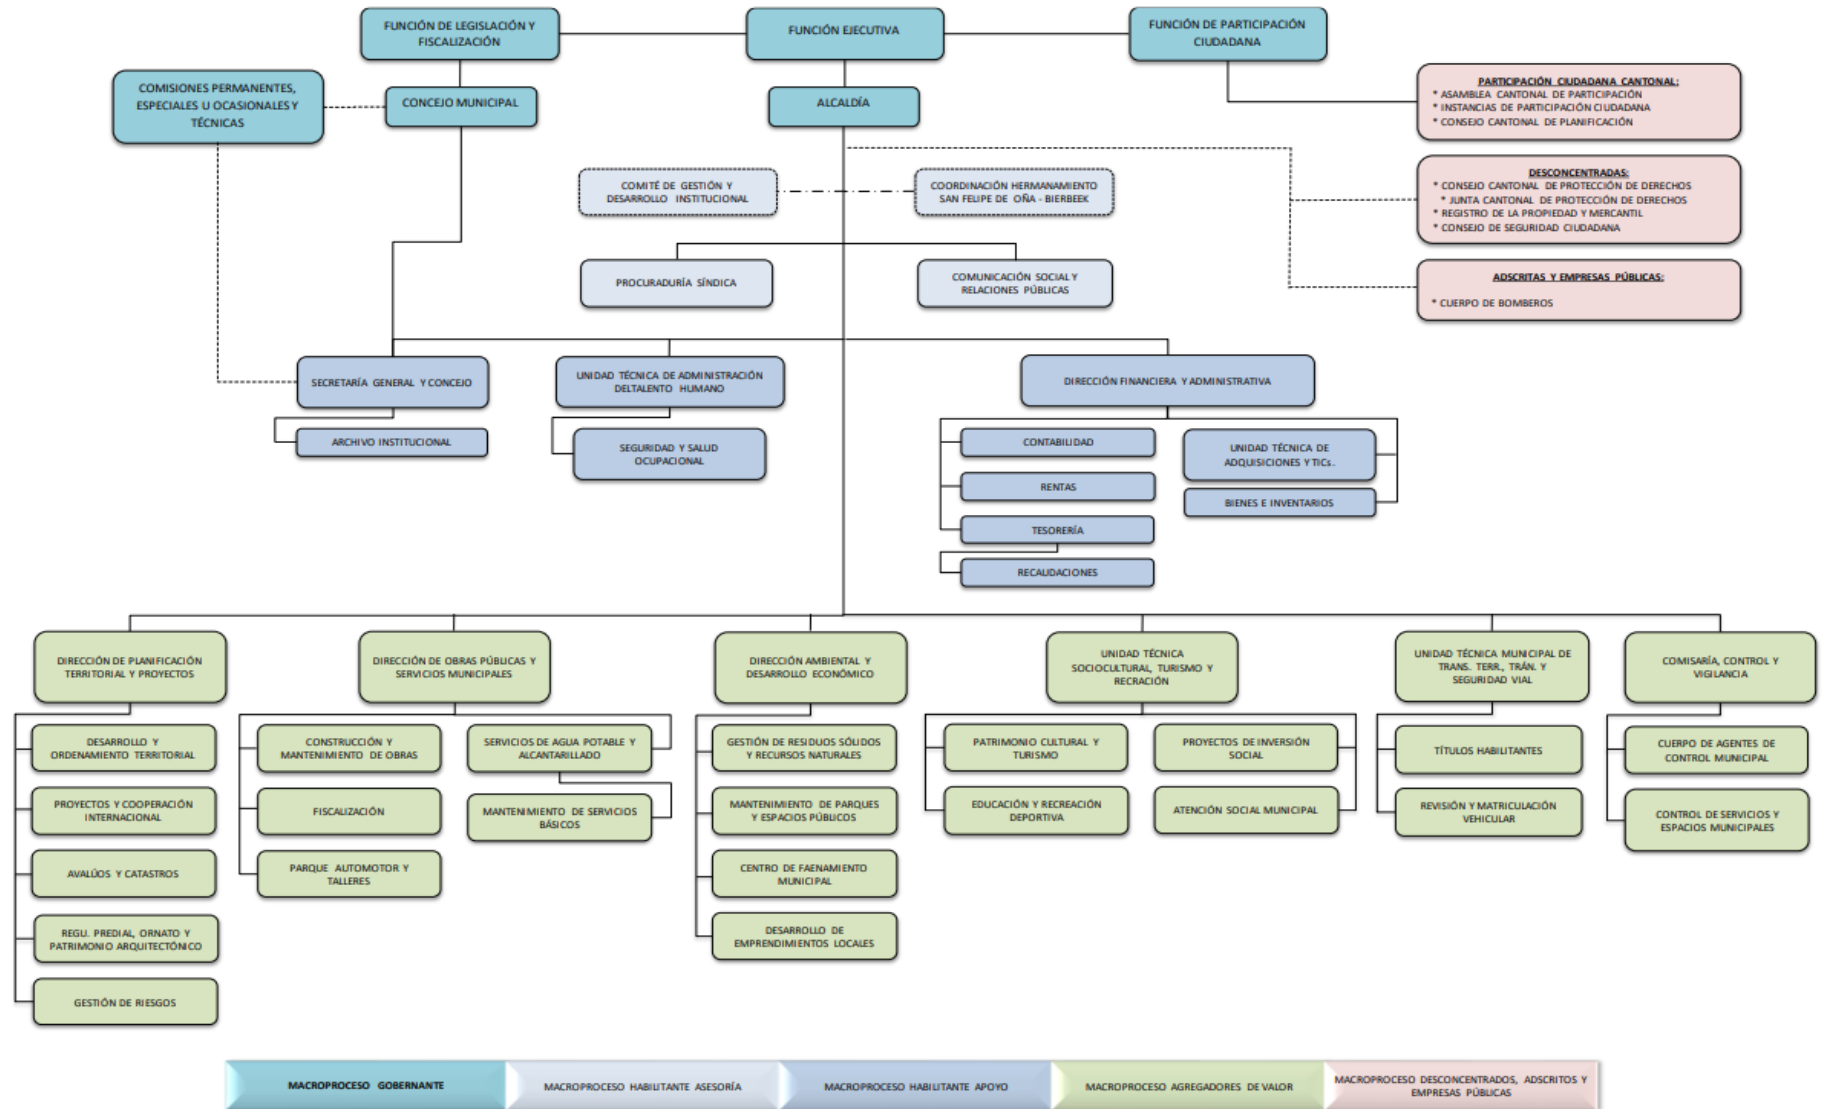 FUNCIÓN DE LEGISLACIÓN Y
FISCALIZACIÓN
FUNCIÓN EJECUTIVA
FUNCIÓN DE PARTICIPACIÓN
CIUDADANA
COMISIONES PERMANENTES,
ESPECIALES U OCASIONALES Y
TÉCNICAS
CONCEJO MUNICIPAL
ALCALDÍA
PARTICIPACIÓN CIUDADANA CANTONAL:
* ASAMBLEA CANTONAL DE PARTICIPACIÓN
* INSTANCIAS DE PARTICIPACIÓN CIUDADANA
* CONSEJO CANTONAL DE PLANIFICACIÓN
COMITÉ DE GESTIÓN Y
DESARROLLO INSTITUCIONAL
COORDINACIÓN HERMANAMIENTO
SAN FELIPE DE OÑA - BIERBEEK
DESCONCENTRADAS:
* CONSEJO CANTONAL DE PROTECCIÓN DE DERECHOS
* JUNTA CANTONAL DE PROTECCIÓN DE DERECHOS
* REGISTRO DE LA PROPIEDAD Y MERCANTIL
* CONSEJO DE SEGURIDAD CIUDADANA
PROCURADURÍA SÍNDICA
COMUNICACIÓN SOCIAL Y
RELACIONES PÚBLICAS
ADSCRITAS Y EMPRESAS PÚBLICAS:
* CUERPO DE BOMBEROS
SECRETARÍA GENERAL Y CONCEJO
UNIDAD TÉCNICA DE ADMINISTRACIÓN
DELTALENTO HUMANO
DIRECCIÓN FINANCIERA Y ADMINISTRATIVA
ARCHIVO INSTITUCIONAL
SEGURIDAD Y SALUD
OCUPACIONAL
CONTABILIDAD
UNIDAD TÉCNICA DE
ADQUISICIONES Y TICs.
RENTAS
BIENES E INVENTARIOS
TESORERÍA
RECAUDACIONES
DIRECCIÓN DE PLANIFICACIÓN
TERRITORIAL Y PROYECTOS
DIRECCIÓN DE OBRAS PÚBLICAS Y
SERVICIOS MUNICIPALES
DIRECCIÓN AMBIENTAL Y
DESARROLLO ECONÓMICO
UNIDAD TÉCNICA
SOCIOCULTURAL, TURISMO Y
RECRACIÓN
UNIDAD TÉCNICA MUNICIPAL DE
TRANS. TERR., TRÁN. Y
SEGURIDAD VIAL
COMISARÍA, CONTROL Y
VIGILANCIA
DESARROLLO Y
ORDENAMIENTO TERRITORIAL
CONSTRUCCIÓN Y
MANTENIMIENTO DE OBRAS
SERVICIOS DE AGUA POTABLE Y
ALCANTARILLADO
GESTIÓN DE RESIDUOS SÓLIDOS
Y RECURSOS NATURALES
PATRIMONIO CULTURAL Y
TURISMO
PROYECTOS DE INVERSIÓN
SOCIAL
TÍTULOS HABILITANTES
CUERPO DE AGENTES DE
CONTROL MUNICIPAL
PROYECTOS Y COOPERACIÓN
INTERNACIONAL
FISCALIZACIÓN
MANTENIMIENTO DE SERVICIOS
BÁSICOS
MANTENIMIENTO DE PARQUES
Y ESPACIOS PÚBLICOS
EDUCACIÓN Y RECREACIÓN
DEPORTIVA
ATENCIÓN SOCIAL MUNICIPAL
REVISIÓN Y MATRICULACIÓN
VEHICULAR
CONTROL DE SERVICIOS Y
ESPACIOS MUNICIPALES
AVALÚOS Y CATASTROS
PARQUE AUTOMOTOR Y
TALLERES
CENTRO DE FAENAMIENTO
MUNICIPAL
REGU. PREDIAL, ORNATO Y
PATRIMONIO ARQUITECTÓNICO
DESARROLLO DE
EMPRENDIMIENTOS LOCALES
GESTIÓN DE RIESGOS
MACROPROCESO GOBERNANTE
MACROPROCESO HABILITANTE ASESORÍA
MACROPROCESO HABILITANTE APOYO
MACROPROCESO AGREGADORES DE VALOR
MACROPROCESO DESCONCENTRADOS, ADSCRITOS Y
EMPRESAS PÚBLICAS